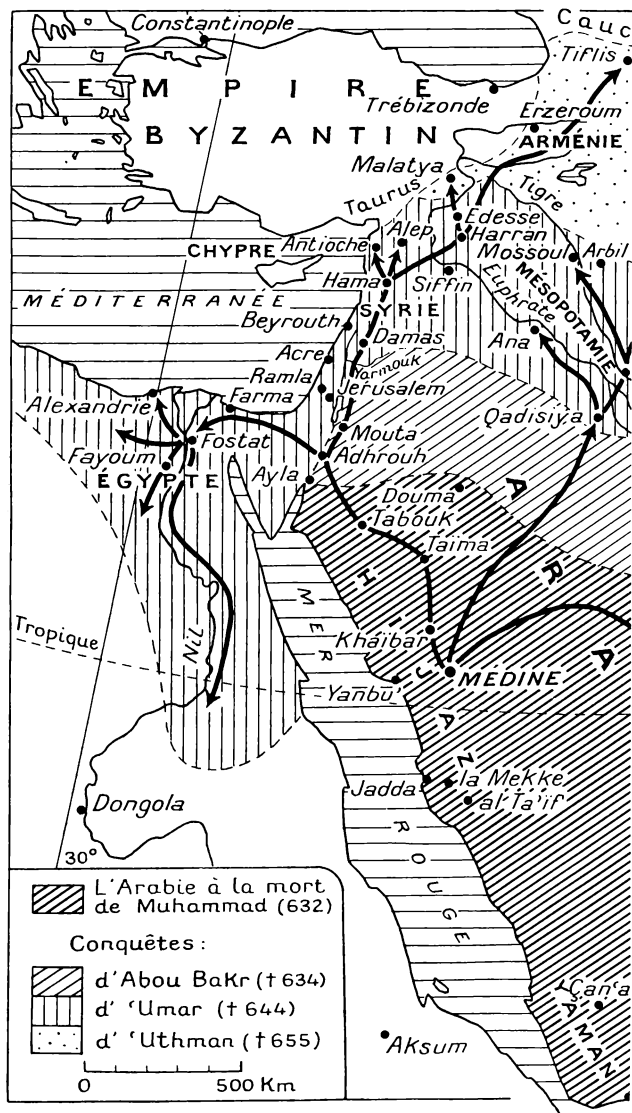 Constantinople
Cauc
Tiflis
EMPIRE
Trébizonde
Erzeroum
BYZANTIN
ARMÉNIE
Malatya
Taurus
Tigre
Edesse
Harran
CHYPRE
Antioche
Alep
Mossoul
Arbil
Hama
Siffin
MÉSOPOTAMIE
MÉDITERRANÉE
SYRIE
Euphrate
Beyrouth
Damas
Ana
Acre
Yarmouk
Ramla
Jérusalem
Alexandrie
Farma
Qadisiya
Fostat
Mouta
Fayoum
Adhrouh
ÉGYPTE
Ayla
Douma
Tabouk
Taïma
HIJAZ
ARA
MER ROUGE
Nil
Tropique
Khaïbar
MÉDINE
Yanbu'
Jadda
la Mekke
al Ta'ïf
Dongola
30°
L'Arabie à la mort
de Muhammad (632)
Conquêtes :
d'Abou Bakr († 634)
d' 'Umar († 644)
d' 'Uthman († 655)
0 500 Km
Aksum
Çan'a
YAMAN